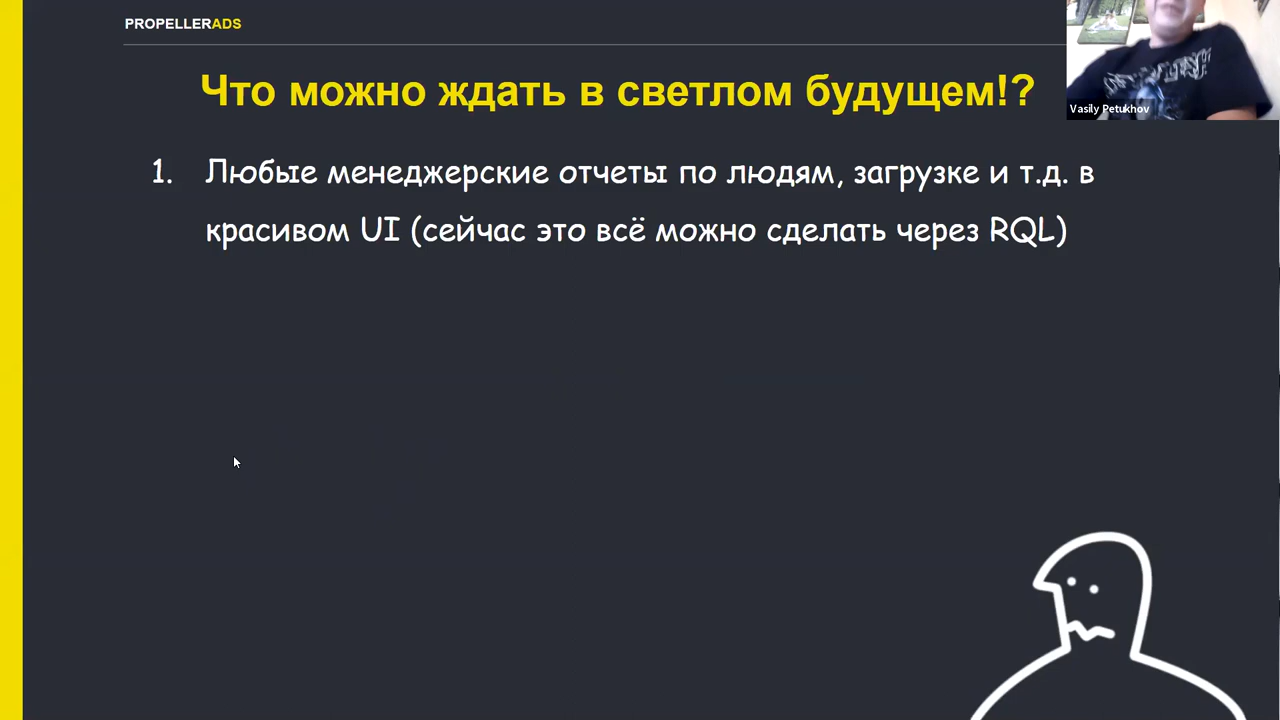 PROPELLERADS
Что можно ждать в светлом будущем!?
Vasily Petukhov
1. Любые менеджерские отчеты по людям, загрузке и т.д. в
красивом UI (сейчас это всё можно сделать через RQL)